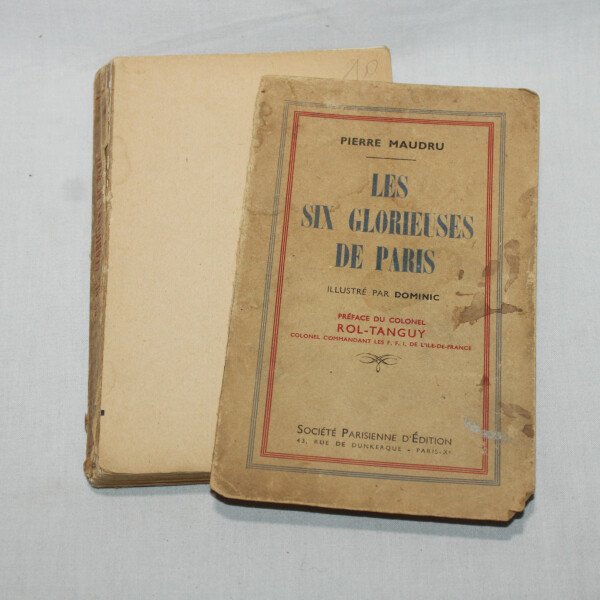 PIERRE MAUDRU
LES
SIX GLORIEUSES
DE PARIS
ILLUSTRÉ PAR DOMINIC
PRÉFACE DU COLONEL
ROL-TANGUY
COLONEL COMMANDANT LES F. F. I. DE L'ILE-DE-FRANCE
SOCIÉTÉ PARISIENNE D'ÉDITION
43, RUE DE DUNKERQUE - PARIS-Xᵉ